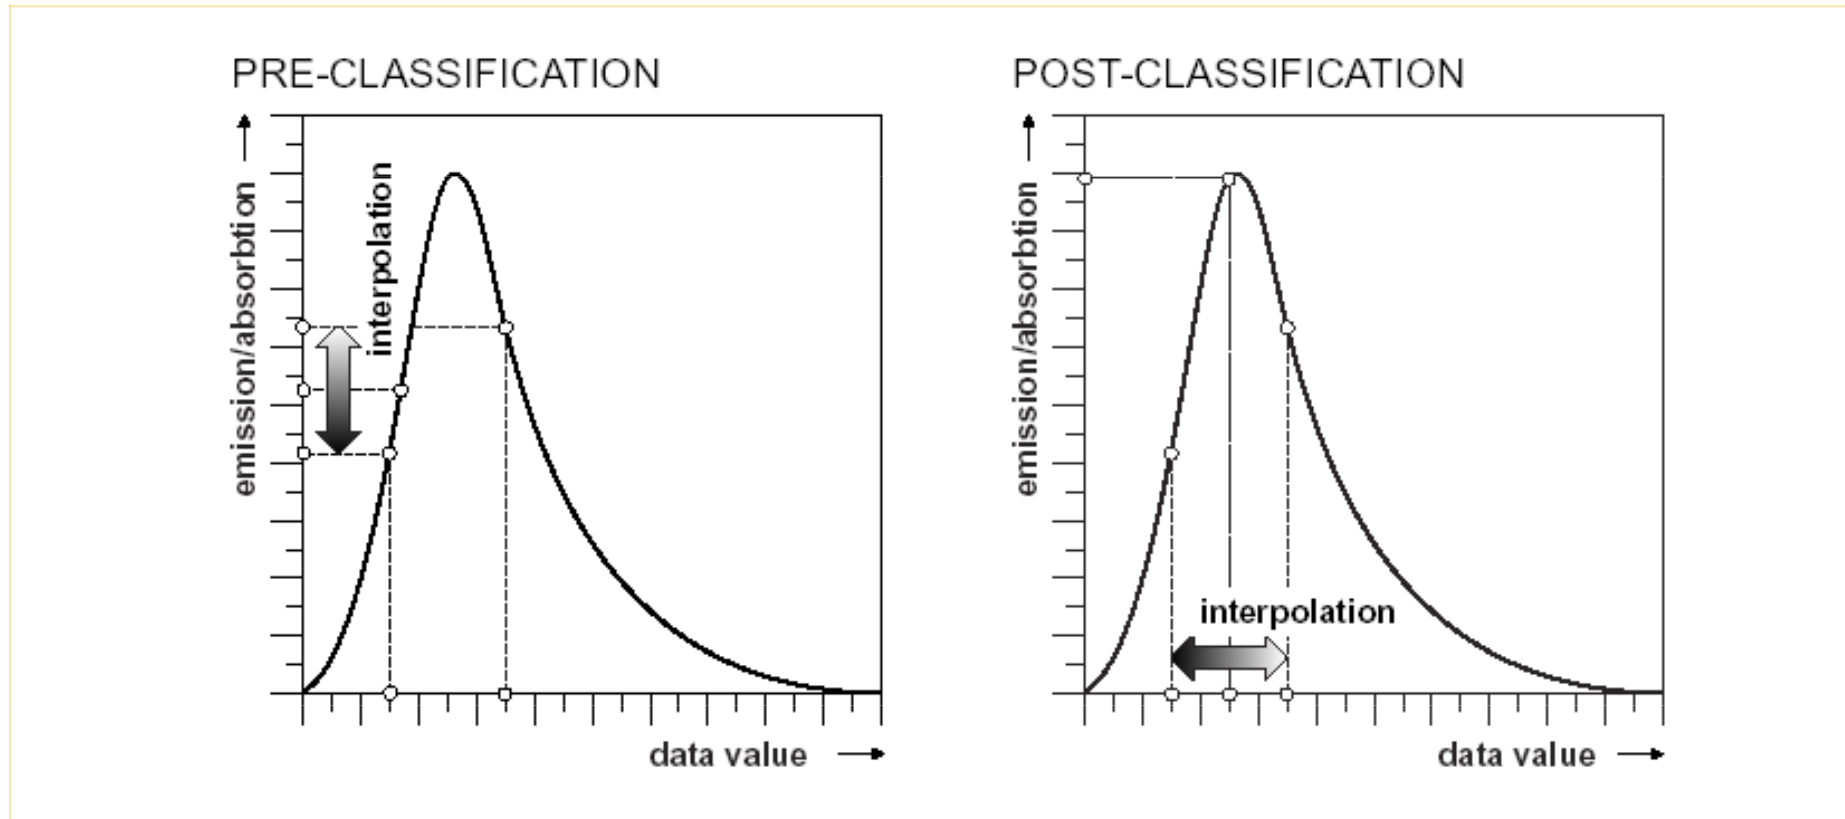 PRE-CLASSIFICATION
emission/absorbtion
interpolation
data value
POST-CLASSIFICATION
emission/absorbtion
interpolation
data value